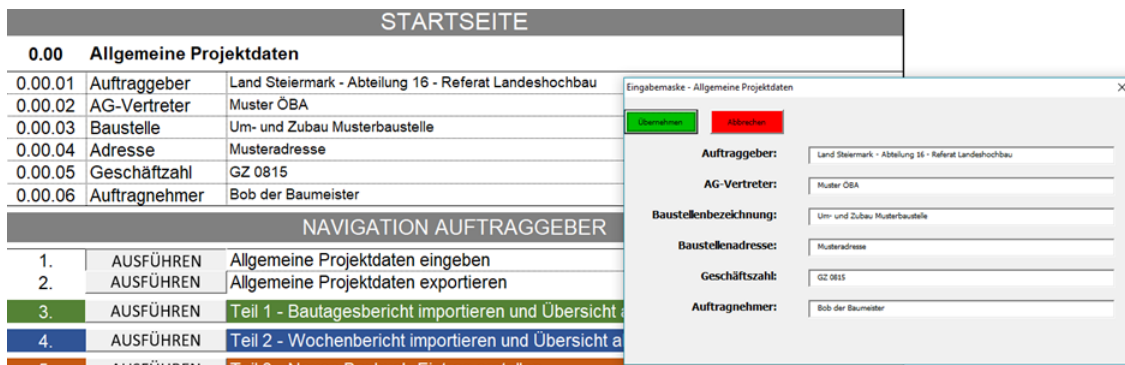 STARTSEITE
0.00 Allgemeine Projektdaten
0.00.01 Auftraggeber Land Steiermark - Abteilung 16 - Referat Landeshochbau
0.00.02 AG-Vertreter Muster ÖBA
0.00.03 Baustelle Um- und Zubau Musterbaustelle
0.00.04 Adresse Musteradresse
0.00.05 Geschäftzahl GZ 0815
0.00.06 Auftragnehmer Bob der Baumeister
NAVIGATION AUFTRAGGEBER
1. AUSFÜHREN Allgemeine Projektdaten eingeben
2. AUSFÜHREN Allgemeine Projektdaten exportieren
3. AUSFÜHREN Teil 1 - Bautagesbericht importieren und Übersicht
4. AUSFÜHREN Teil 2 - Wochenbericht importieren und Übersicht a
Eingabemaske - Allgemeine Projektdaten
Übernehmen Abbrechen
Auftraggeber: Land Steiermark - Abteilung 16 - Referat Landeshochbau
AG-Vertreter: Muster ÖBA
Baustellenbezeichnung: Um- und Zubau Musterbaustelle
Baustellenadresse: Musteradresse
Geschäftszahl: GZ 0815
Auftragnehmer: Bob der Baumeister